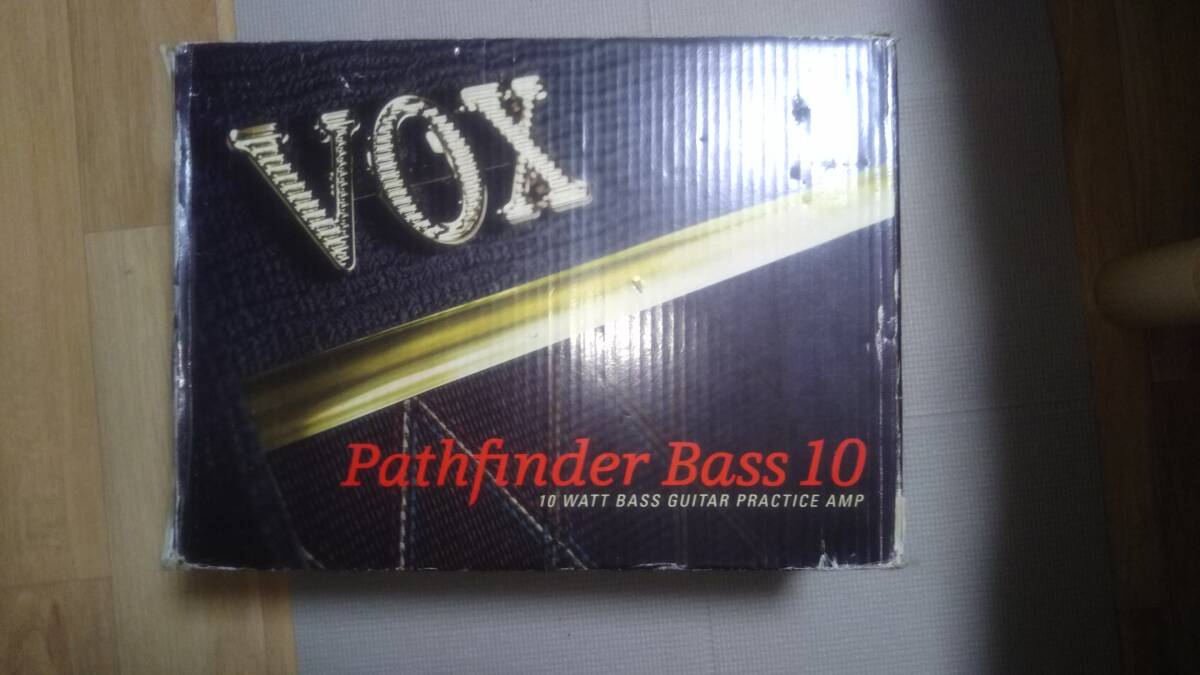 VOX
Pathfinder Bass 10
10 WATT BASS GUITAR PRACTICE AMP